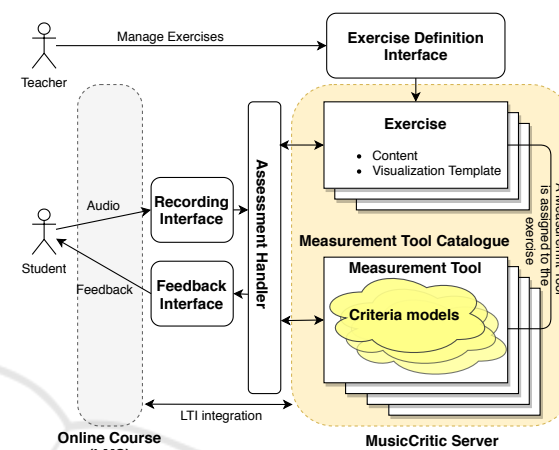 Manage Exercises
Teacher
Exercise Definition
Interface
Exercise
• Content
• Visualization Template
Audio
Recording
Interface
Assessment Handler
is assigned to the
exercise
Student
Measurement Tool Catalogue
Measurement Tool
Feedback
Feedback
Interface
Criteria models
LTI integration
Online Course
MusicCritic Server